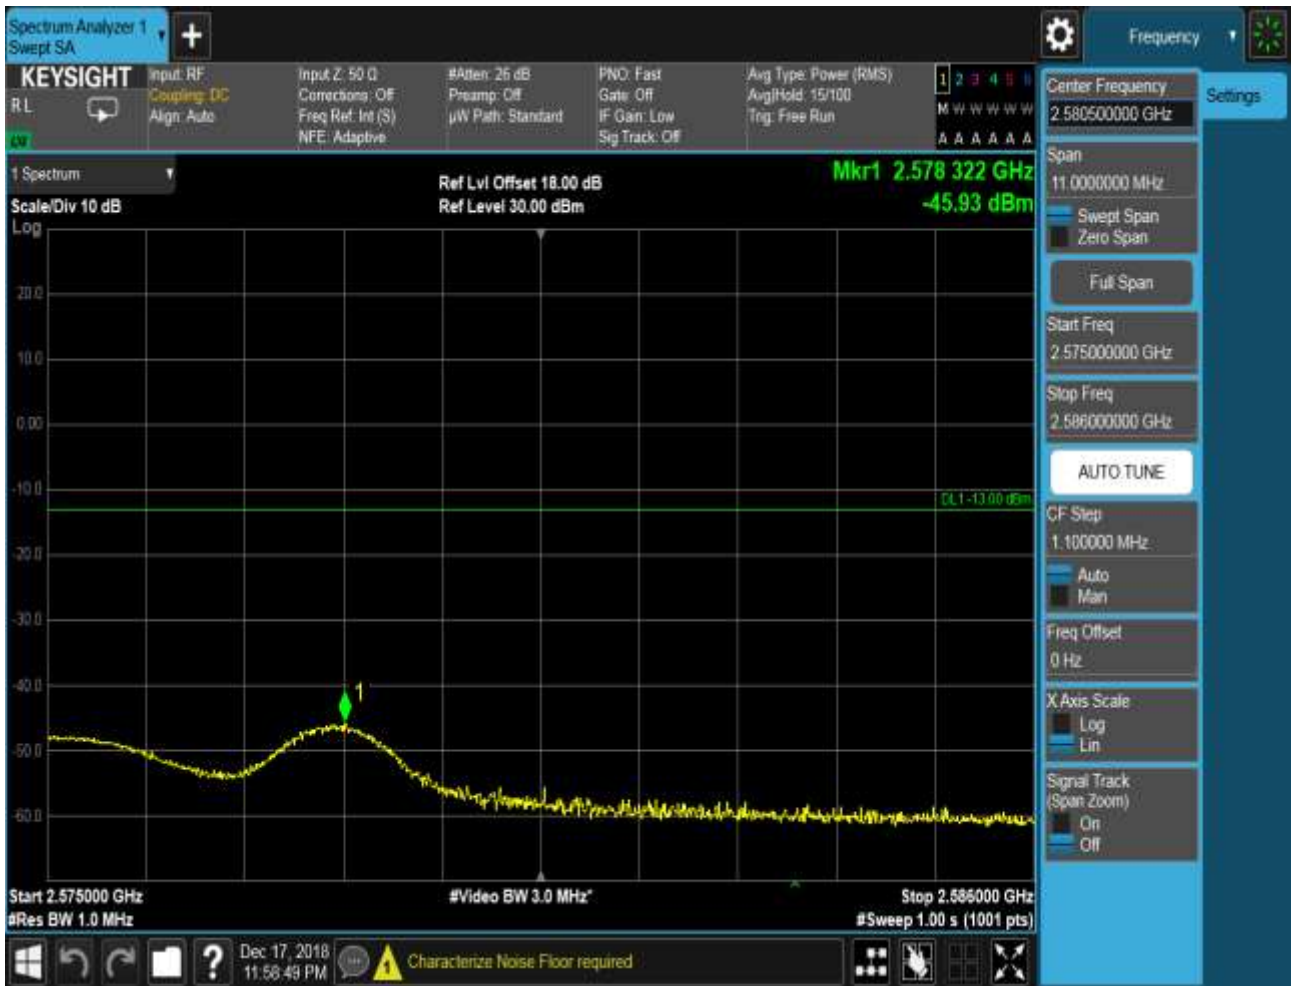 Spectrum Analyzer 1
Swept SA
+
Frequency
KEYSIGHT
R L
Input: RF
Coupling: DC
Align: Auto
Input Z: 50 Ω
Corrections: Off
Freq Ref: Int (S)
NFE: Adaptive
#Atten: 26 dB
Preamp: Off
µW Path: Standard
PNO: Fast
Gate: Off
IF Gain: Low
Sig Track: Off
Avg Type: Power (RMS)
Avg|Hold: 15/100
Trig: Free Run
1 2 3 4 5 6
M W W W W W
A A A A A A
1 Spectrum
Scale/Div 10 dB
Log
Ref Lvl Offset 18.00 dB
Ref Level 30.00 dBm
Mkr1 2.578 322 GHz
-45.93 dBm
20.0
10.0
0.00
-10.0
-20.0
-30.0
-40.0
-50.0
-60.0
DL1 -13.00 dBm
1
Start 2.575000 GHz
#Res BW 1.0 MHz
#Video BW 3.0 MHz*
Stop 2.586000 GHz
#Sweep 1.00 s (1001 pts)
Center Frequency
2.580500000 GHz
Settings
Span
11.0000000 MHz
Swept Span
Zero Span
Full Span
Start Freq
2.575000000 GHz
Stop Freq
2.586000000 GHz
AUTO TUNE
CF Step
1.100000 MHz
Auto
Man
Freq Offset
0 Hz
X Axis Scale
Log
Lin
Signal Track
(Span Zoom)
On
Off
?
Dec 17, 2018
11:58:49 PM
Characterize Noise Floor required